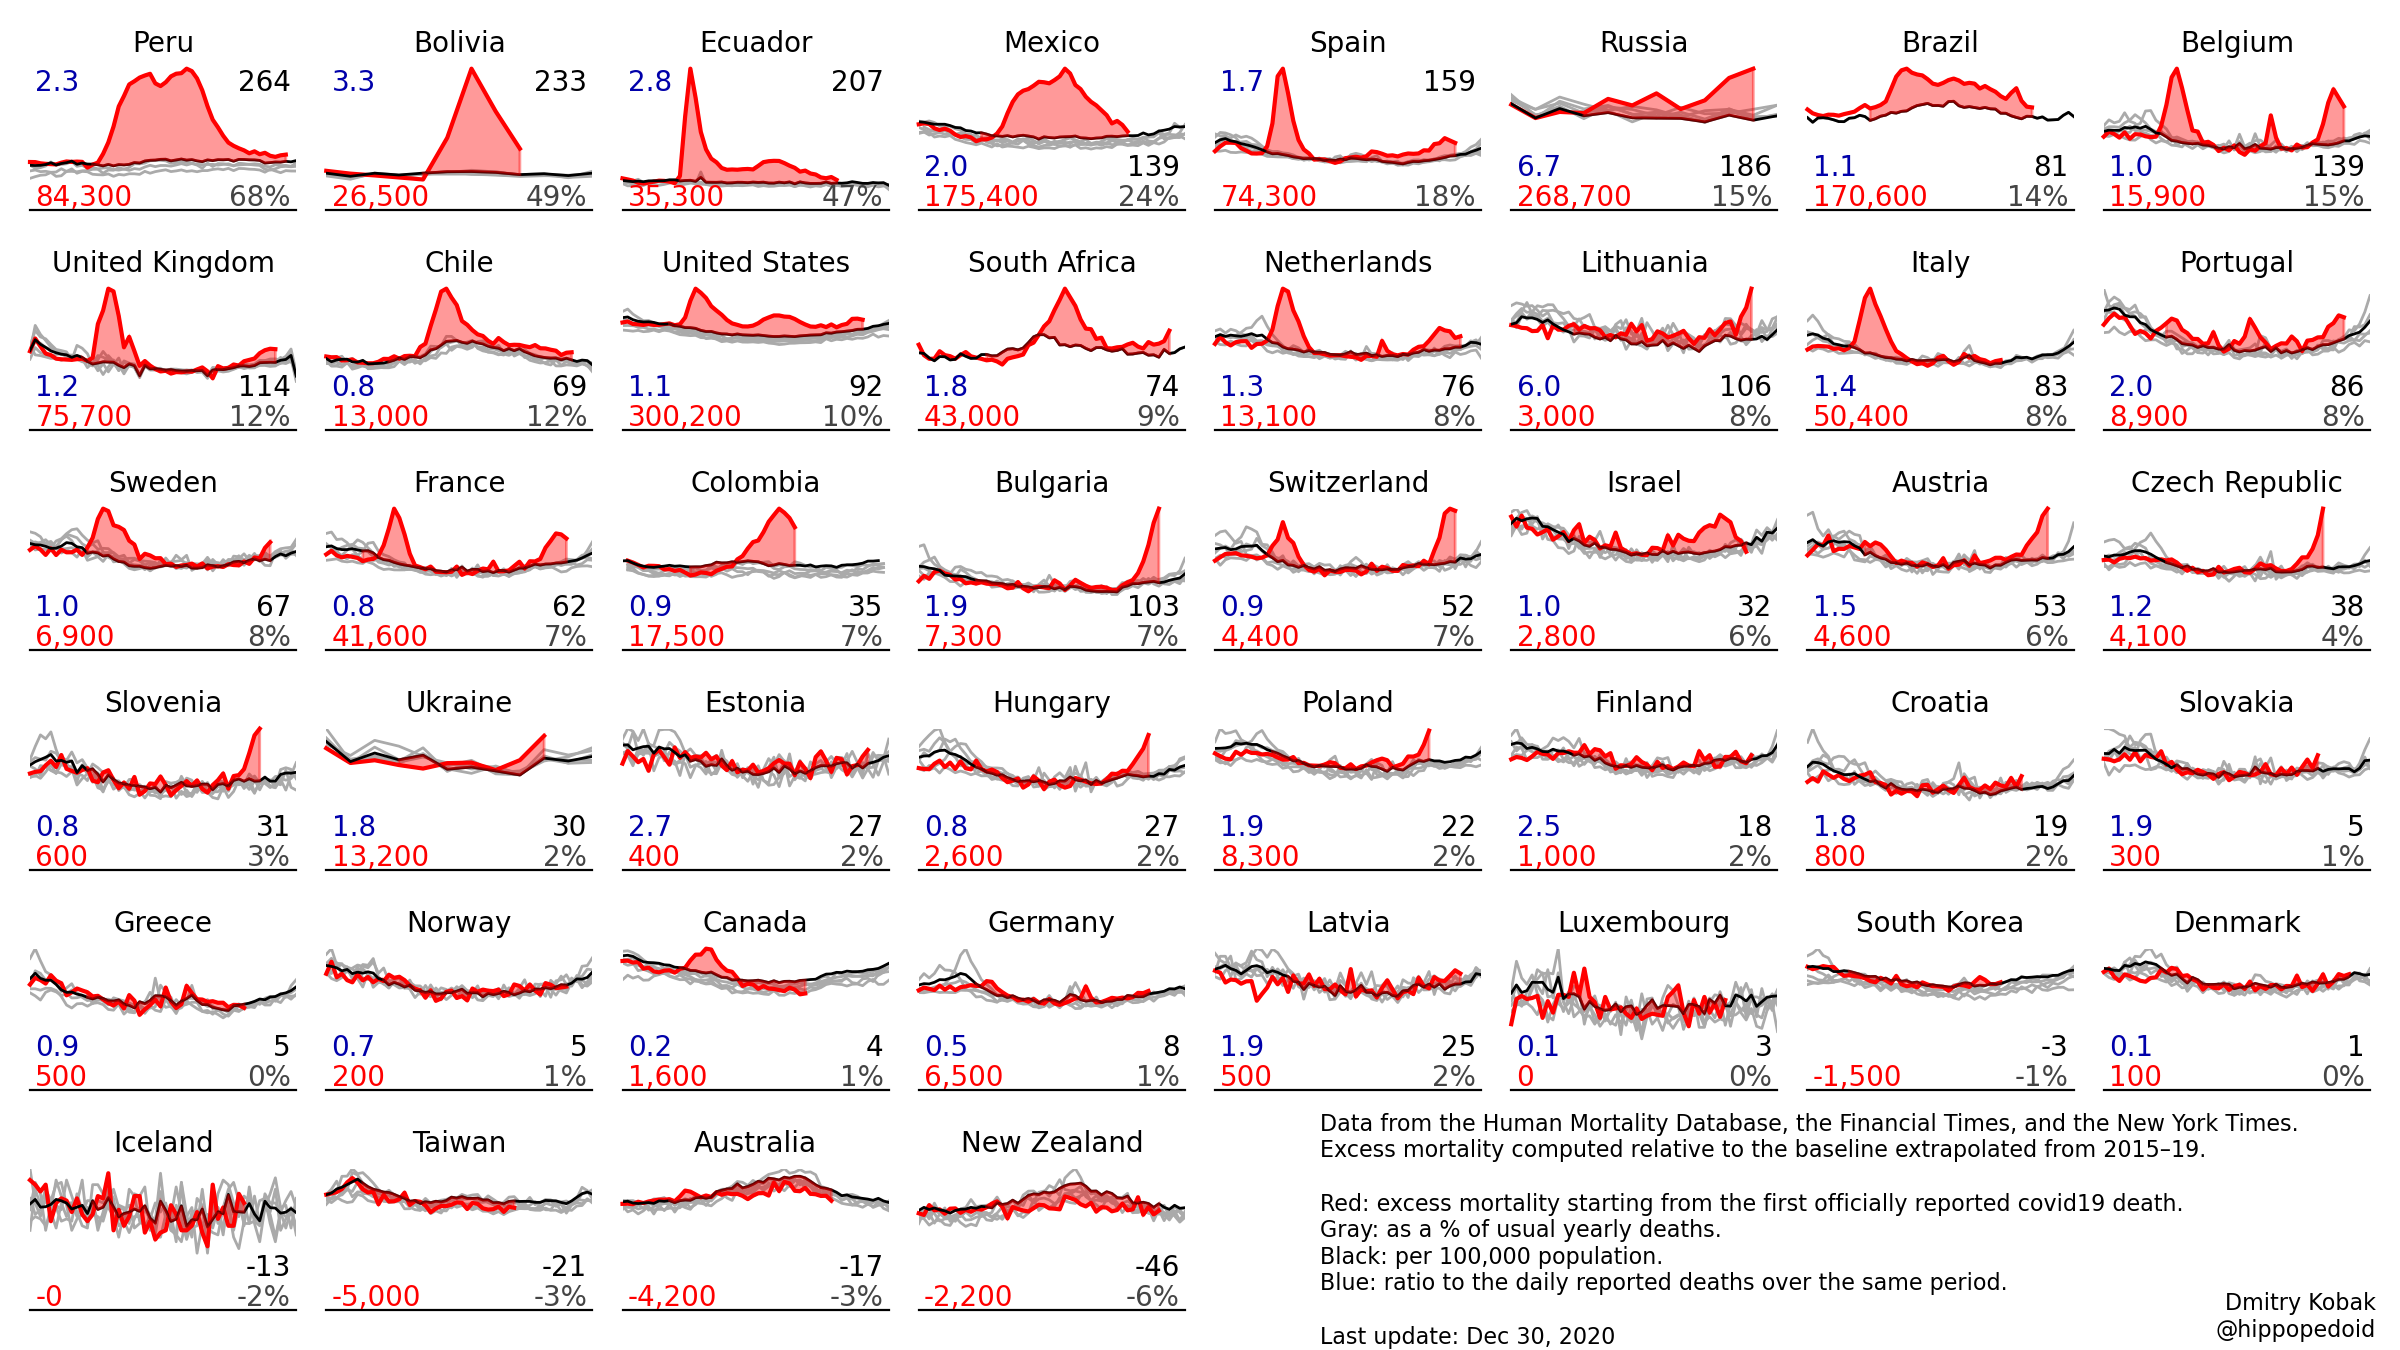 Peru
2.3 264
84,300 68%
Bolivia
3.3 233
26,500 49%
Ecuador
2.8 207
35,300 47%
Mexico
2.0 139
175,400 24%
Spain
1.7 159
74,300 18%
Russia
6.7 186
268,700 15%
Brazil
1.1 81
170,600 14%
Belgium
1.0 139
15,900 15%
United Kingdom
1.2 114
75,700 12%
Chile
0.8 69
13,000 12%
United States
1.1 92
300,200 10%
South Africa
1.8 74
43,000 9%
Netherlands
1.3 76
13,100 8%
Lithuania
6.0 106
3,000 8%
Italy
1.4 83
50,400 8%
Portugal
2.0 86
8,900 8%
Sweden
1.0 67
6,900 8%
France
0.8 62
41,600 7%
Colombia
0.9 35
17,500 7%
Bulgaria
1.9 103
7,300 7%
Switzerland
0.9 52
4,400 7%
Israel
1.0 32
2,800 6%
Austria
1.5 53
4,600 6%
Czech Republic
1.2 38
4,100 4%
Slovenia
0.8 31
600 3%
Ukraine
1.8 30
13,200 2%
Estonia
2.7 27
400 2%
Hungary
0.8 27
2,600 2%
Poland
1.9 22
8,300 2%
Finland
2.5 18
1,000 2%
Croatia
1.8 19
800 2%
Slovakia
1.9 5
300 1%
Greece
0.9 5
500 0%
Norway
0.7 5
200 1%
Canada
0.2 4
1,600 1%
Germany
0.5 8
6,500 1%
Latvia
1.9 25
500 2%
Luxembourg
0.1 3
0 0%
South Korea
-3
-1,500 -1%
Denmark
0.1 1
100 0%
Iceland
-13
-0 -2%
Taiwan
-21
-5,000 -3%
Australia
-17
-4,200 -3%
New Zealand
-46
-2,200 -6%
Data from the Human Mortality Database, the Financial Times, and the New York Times.
Excess mortality computed relative to the baseline extrapolated from 2015–19.
Red: excess mortality starting from the first officially reported covid19 death.
Gray: as a % of usual yearly deaths.
Black: per 100,000 population.
Blue: ratio to the daily reported deaths over the same period.
Last update: Dec 30, 2020
Dmitry Kobak
@hippopedoid